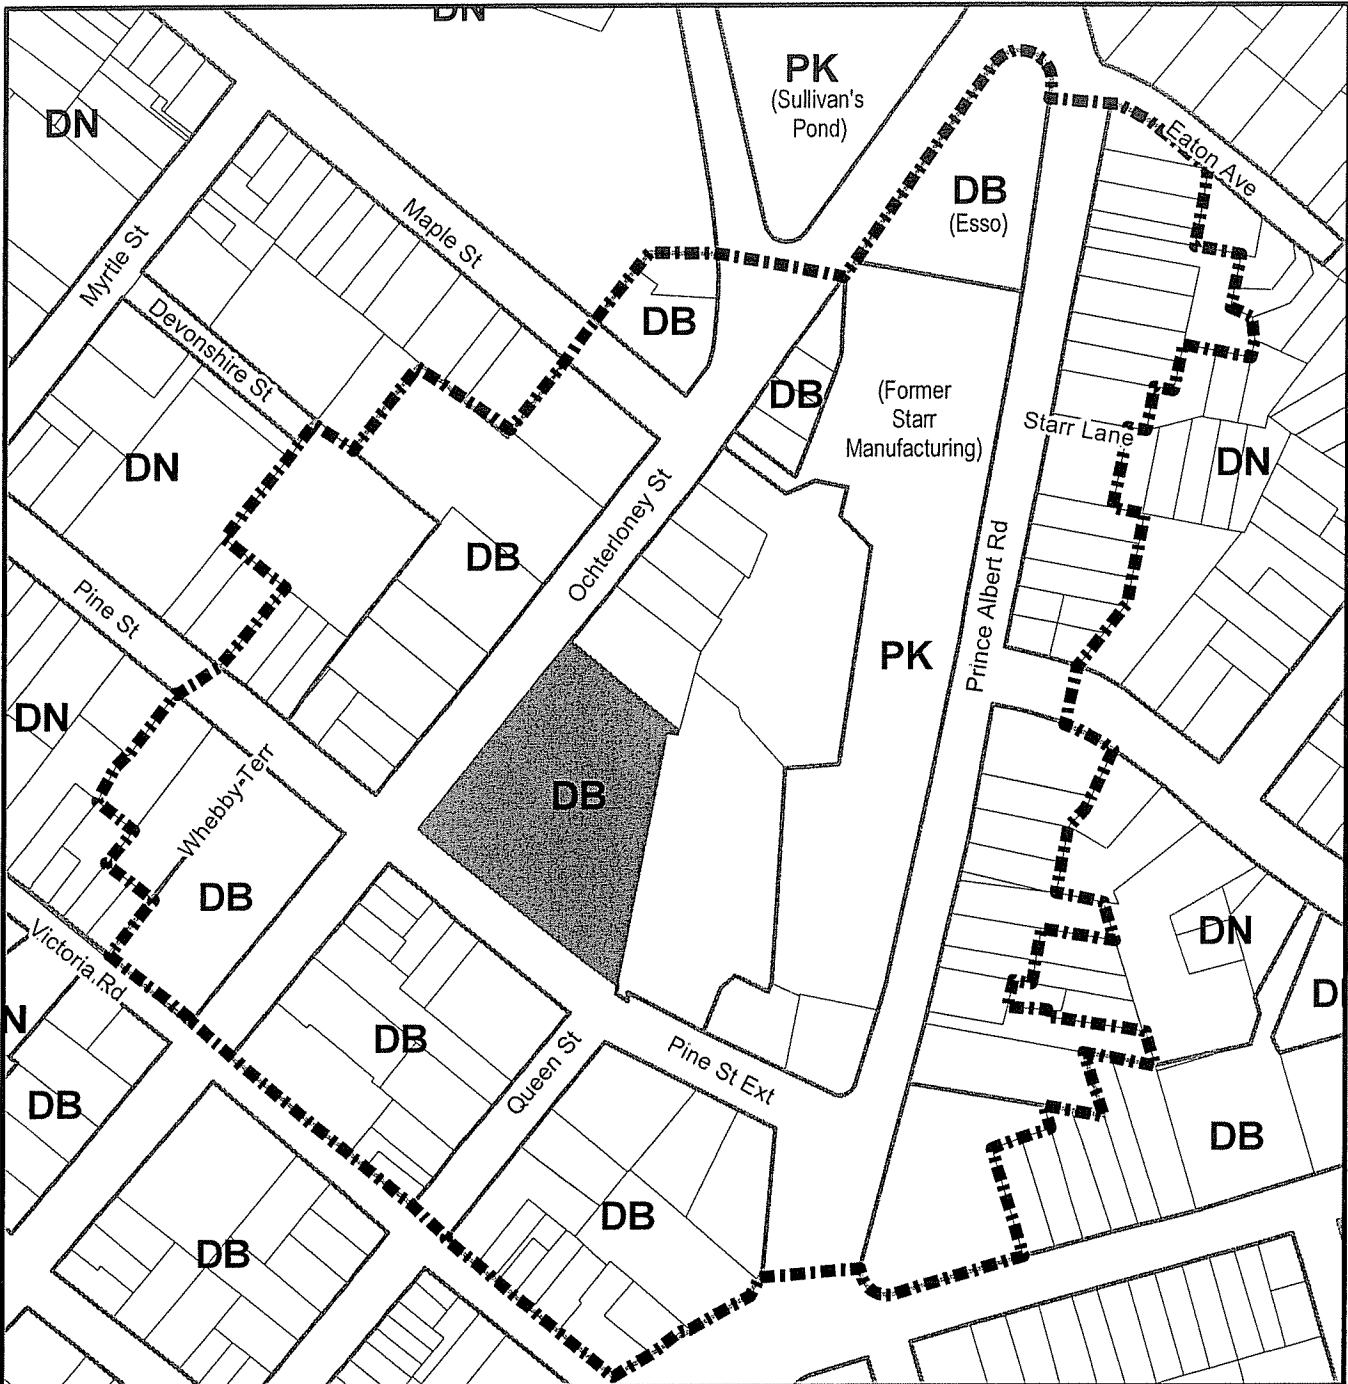 DN
PK
(Sullivan's
Pond)
DN
Eaton Ave
DB
(Esso)
Maple St
Myrtle St
DB
Devonshire St
DB
(Former
Starr
Manufacturing)
Starr Lane
DN
DN
Ochterloney St
DB
Prince Albert Rd
Pine St
PK
DN
Whebby Terr
DB
DB
Victoria Rd
DN
D
N
DB
Pine St Ext
Queen St
DB
DB
DB
DB